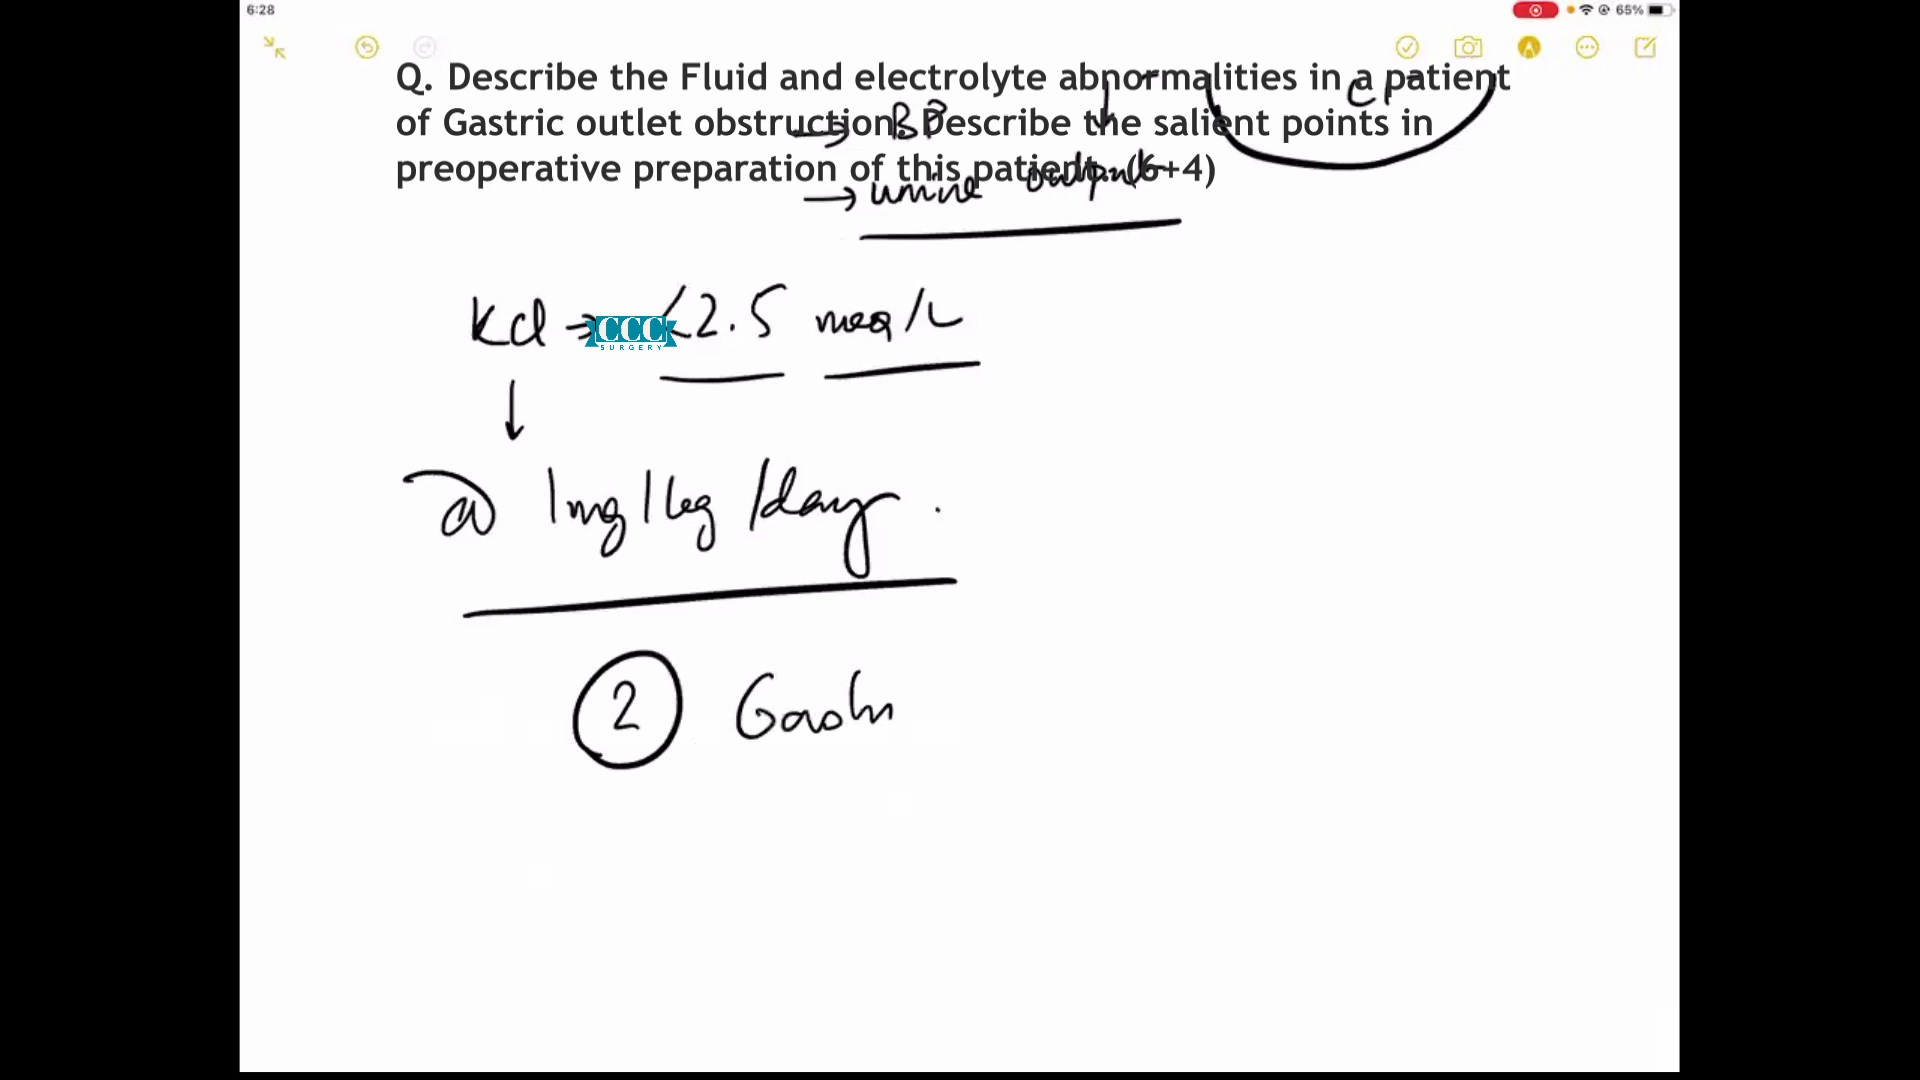 6:28
65%
Q. Describe the Fluid and electrolyte abnormalities in a patient
of Gastric outlet obstruction. Describe the salient points in
preoperative preparation of this patient. (6+4)
→ BP
→ urine output
KCl → <2.5 meq/L
CCC
SURGERY
↓
@ 1mg/kg/day.
2 Gastr